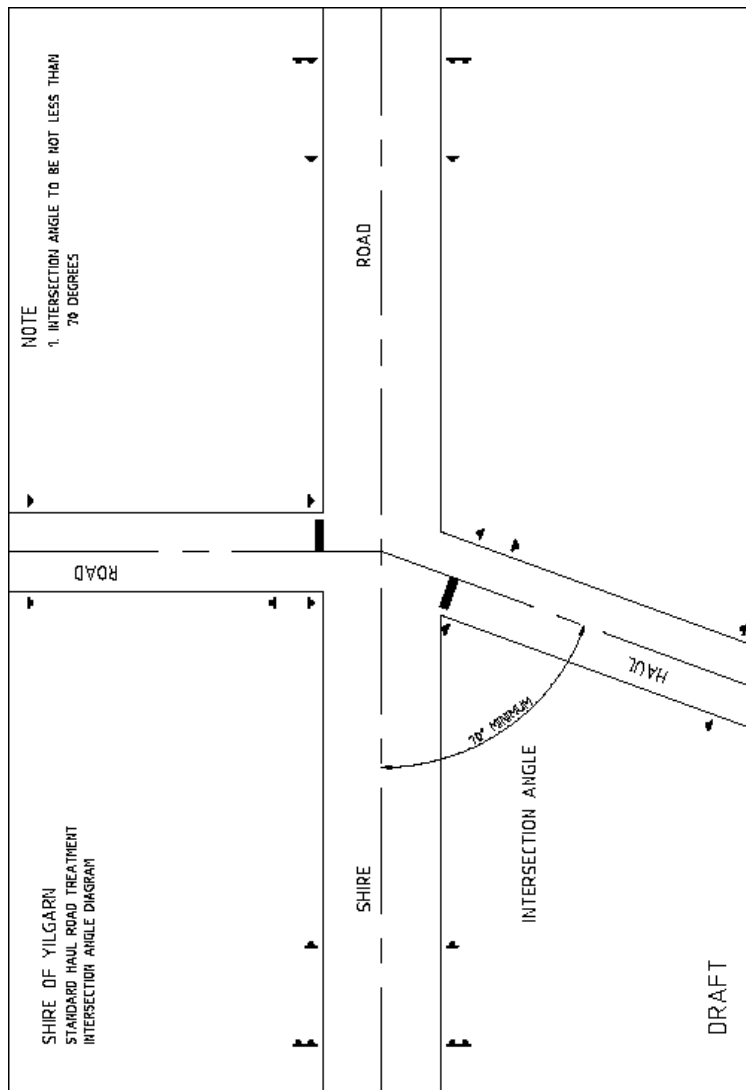 SHIRE OF YILGARN
STANDARD HAUL ROAD TREATMENT
INTERSECTION ANGLE DIAGRAM
NOTE
1. INTERSECTION ANGLE TO BE NOT LESS THAN
70 DEGREES
ROAD
SHIRE
ROAD
HAUL
70° MINIMUM
INTERSECTION ANGLE
DRAFT